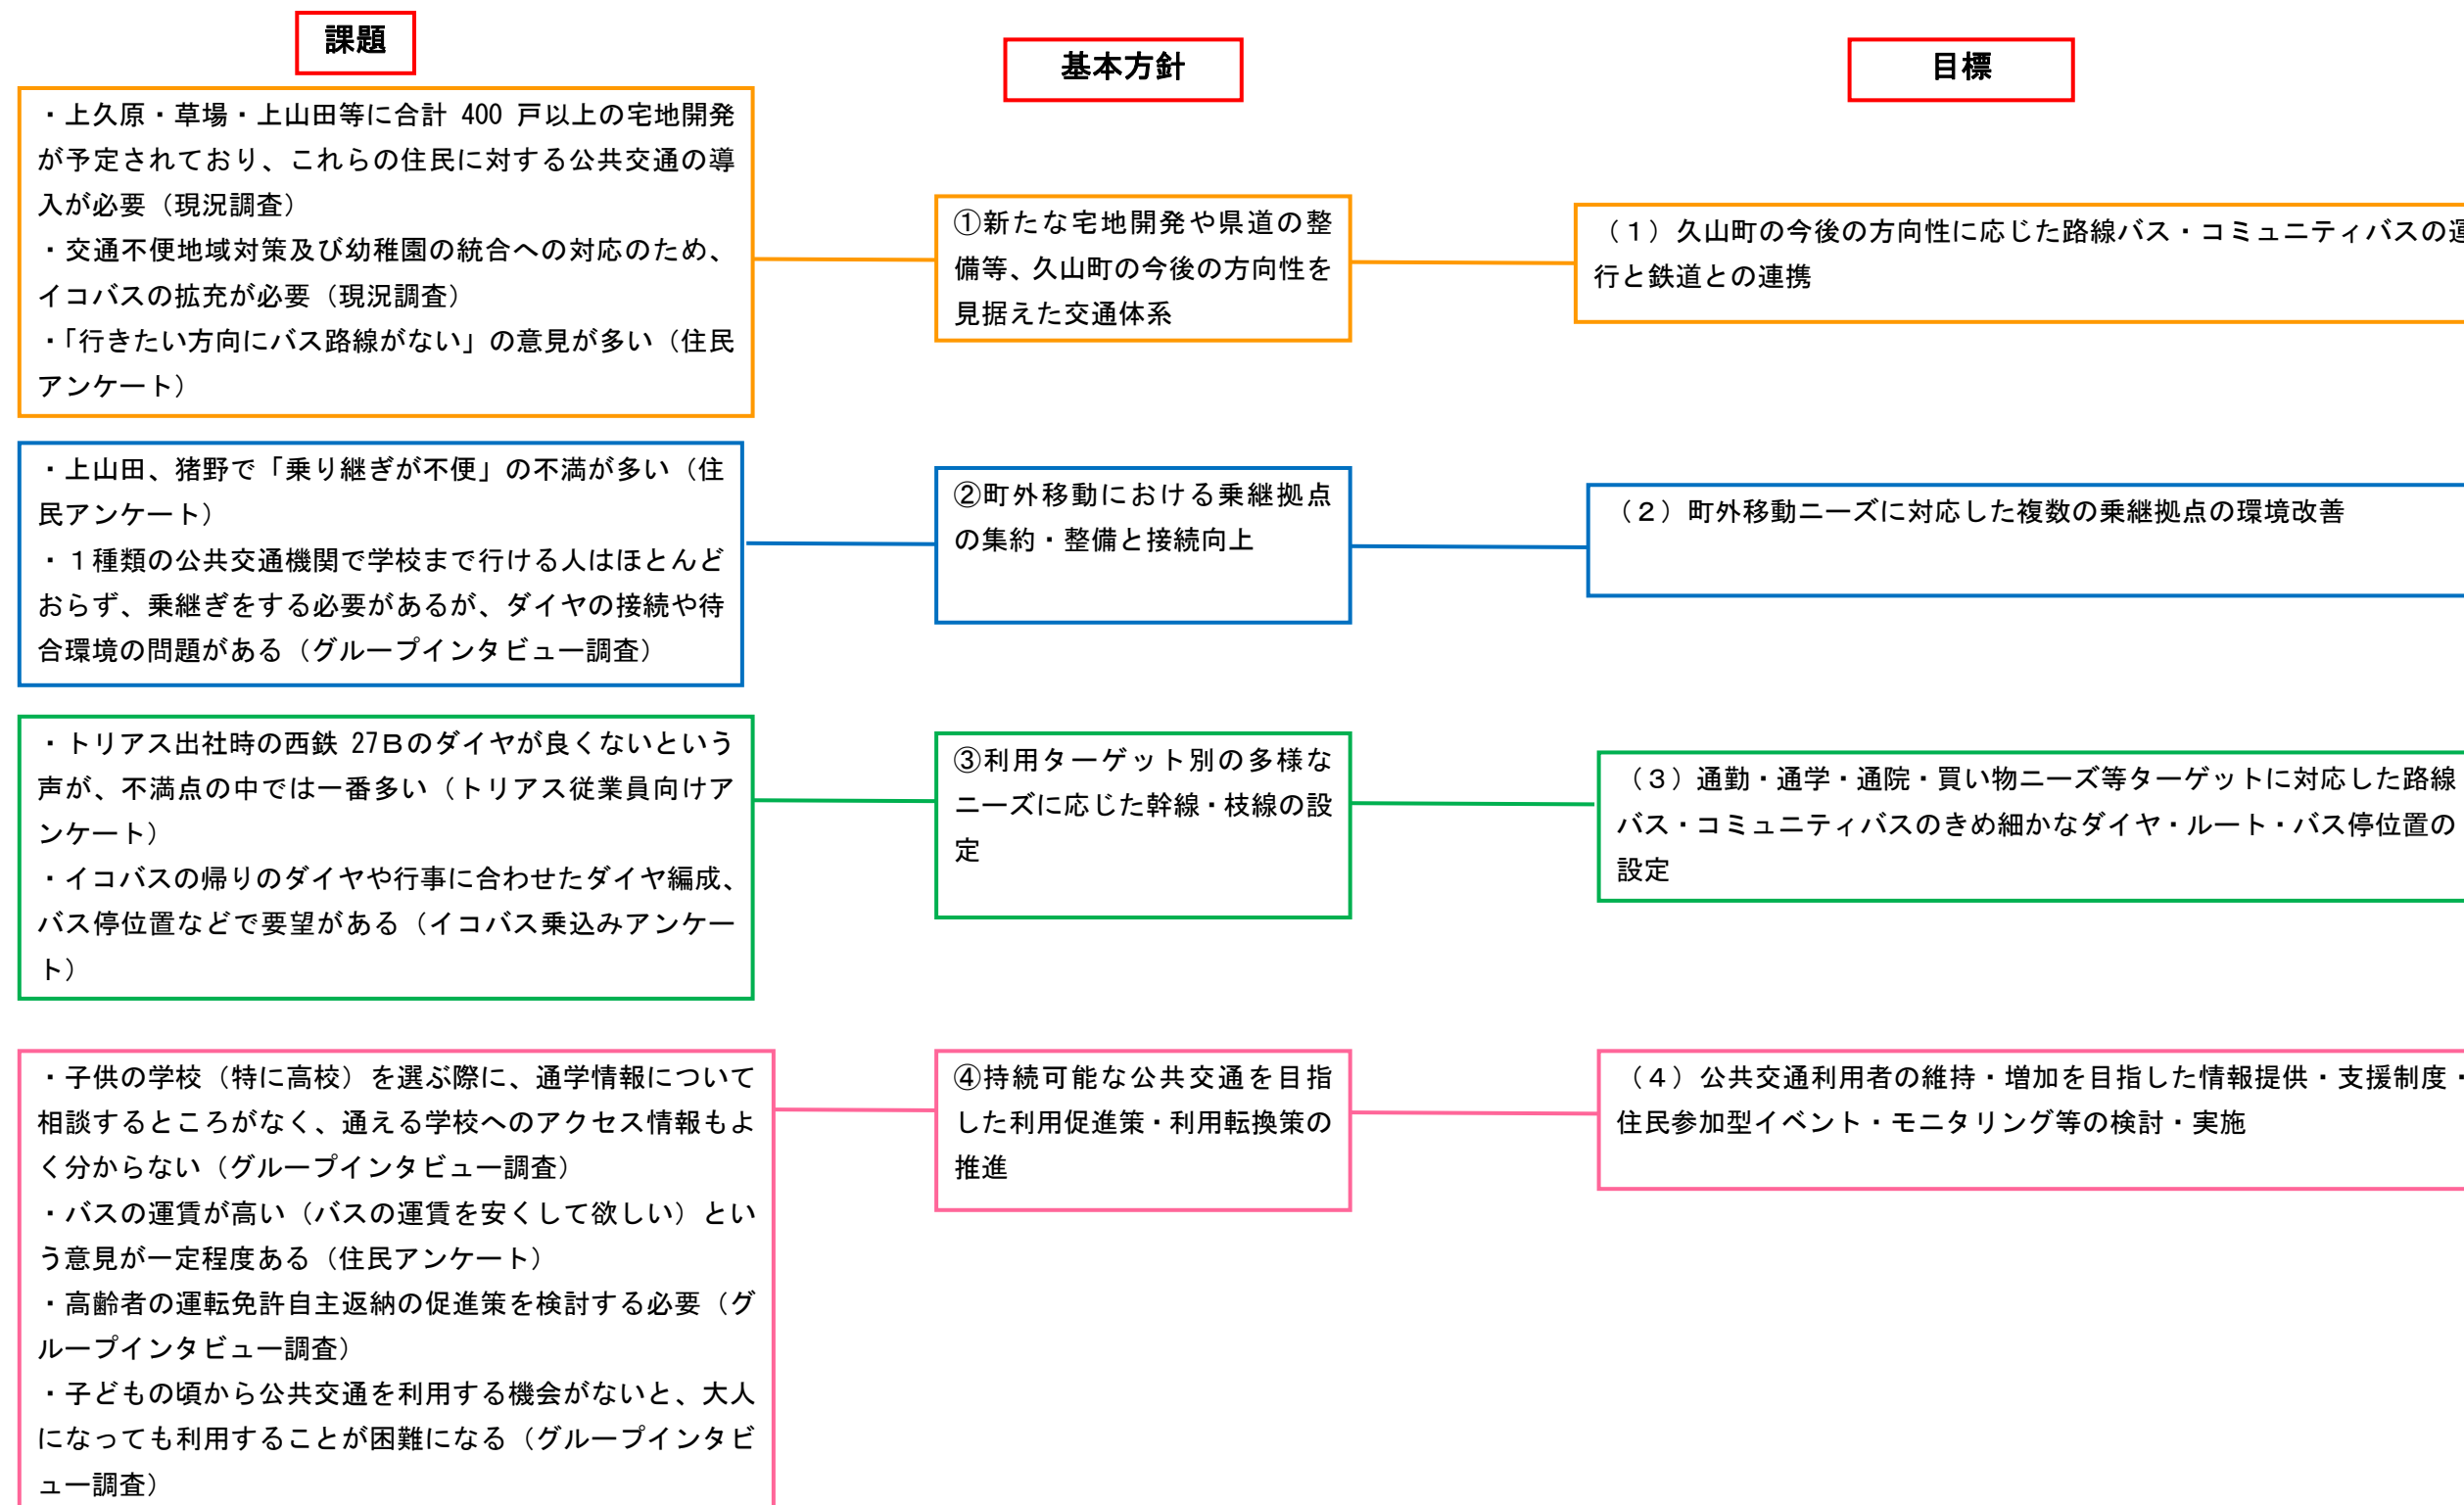 課題
基本方針
目標
・上久原・草場・上山田等に合計 400 戸以上の宅地開発
が予定されており、これらの住民に対する公共交通の導
入が必要（現況調査）
・交通不便地域対策及び幼稚園の統合への対応のため、
イコバスの拡充が必要（現況調査）
・「行きたい方向にバス路線がない」の意見が多い（住民
アンケート）
①新たな宅地開発や県道の整
備等、久山町の今後の方向性を
見据えた交通体系
（１）久山町の今後の方向性に応じた路線バス・コミュニティバスの運
行と鉄道との連携
・上山田、猪野で「乗り継ぎが不便」の不満が多い（住
民アンケート）
・１種類の公共交通機関で学校まで行ける人はほとんど
おらず、乗継ぎをする必要があるが、ダイヤの接続や待
合環境の問題がある（グループインタビュー調査）
②町外移動における乗継拠点
の集約・整備と接続向上
（２）町外移動ニーズに対応した複数の乗継拠点の環境改善
・トリアス出社時の西鉄 27Ｂのダイヤが良くないという
声が、不満点の中では一番多い（トリアス従業員向けア
ンケート）
・イコバスの帰りのダイヤや行事に合わせたダイヤ編成、
バス停位置などで要望がある（イコバス乗込みアンケー
ト）
③利用ターゲット別の多様な
ニーズに応じた幹線・枝線の設
定
（３）通勤・通学・通院・買い物ニーズ等ターゲットに対応した路線
バス・コミュニティバスのきめ細かなダイヤ・ルート・バス停位置の
設定
・子供の学校（特に高校）を選ぶ際に、通学情報について
相談するところがなく、通える学校へのアクセス情報もよ
く分からない（グループインタビュー調査）
・バスの運賃が高い（バスの運賃を安くして欲しい）とい
う意見が一定程度ある（住民アンケート）
・高齢者の運転免許自主返納の促進策を検討する必要（グ
ループインタビュー調査）
・子どもの頃から公共交通を利用する機会がないと、大人
になっても利用することが困難になる（グループインタビ
ュー調査）
④持続可能な公共交通を目指
した利用促進策・利用転換策の
推進
（４）公共交通利用者の維持・増加を目指した情報提供・支援制度・
住民参加型イベント・モニタリング等の検討・実施